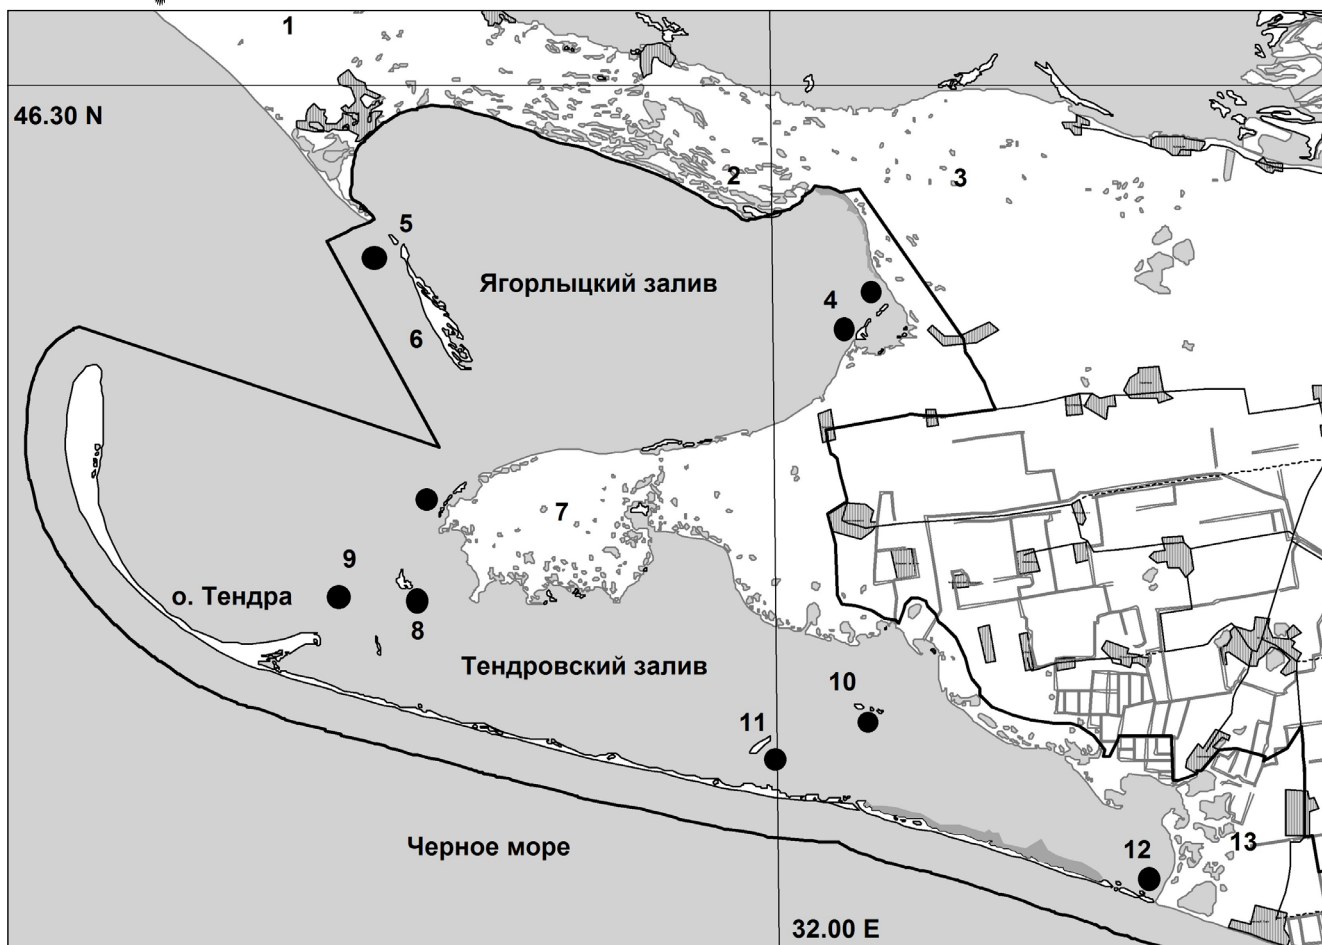 1
46.30 N
2
3
5
Ягорлыцкий залив
4
6
7
9
о. Тендра
8
Тендровский залив
10
11
Черное море
12
13
32.00 E